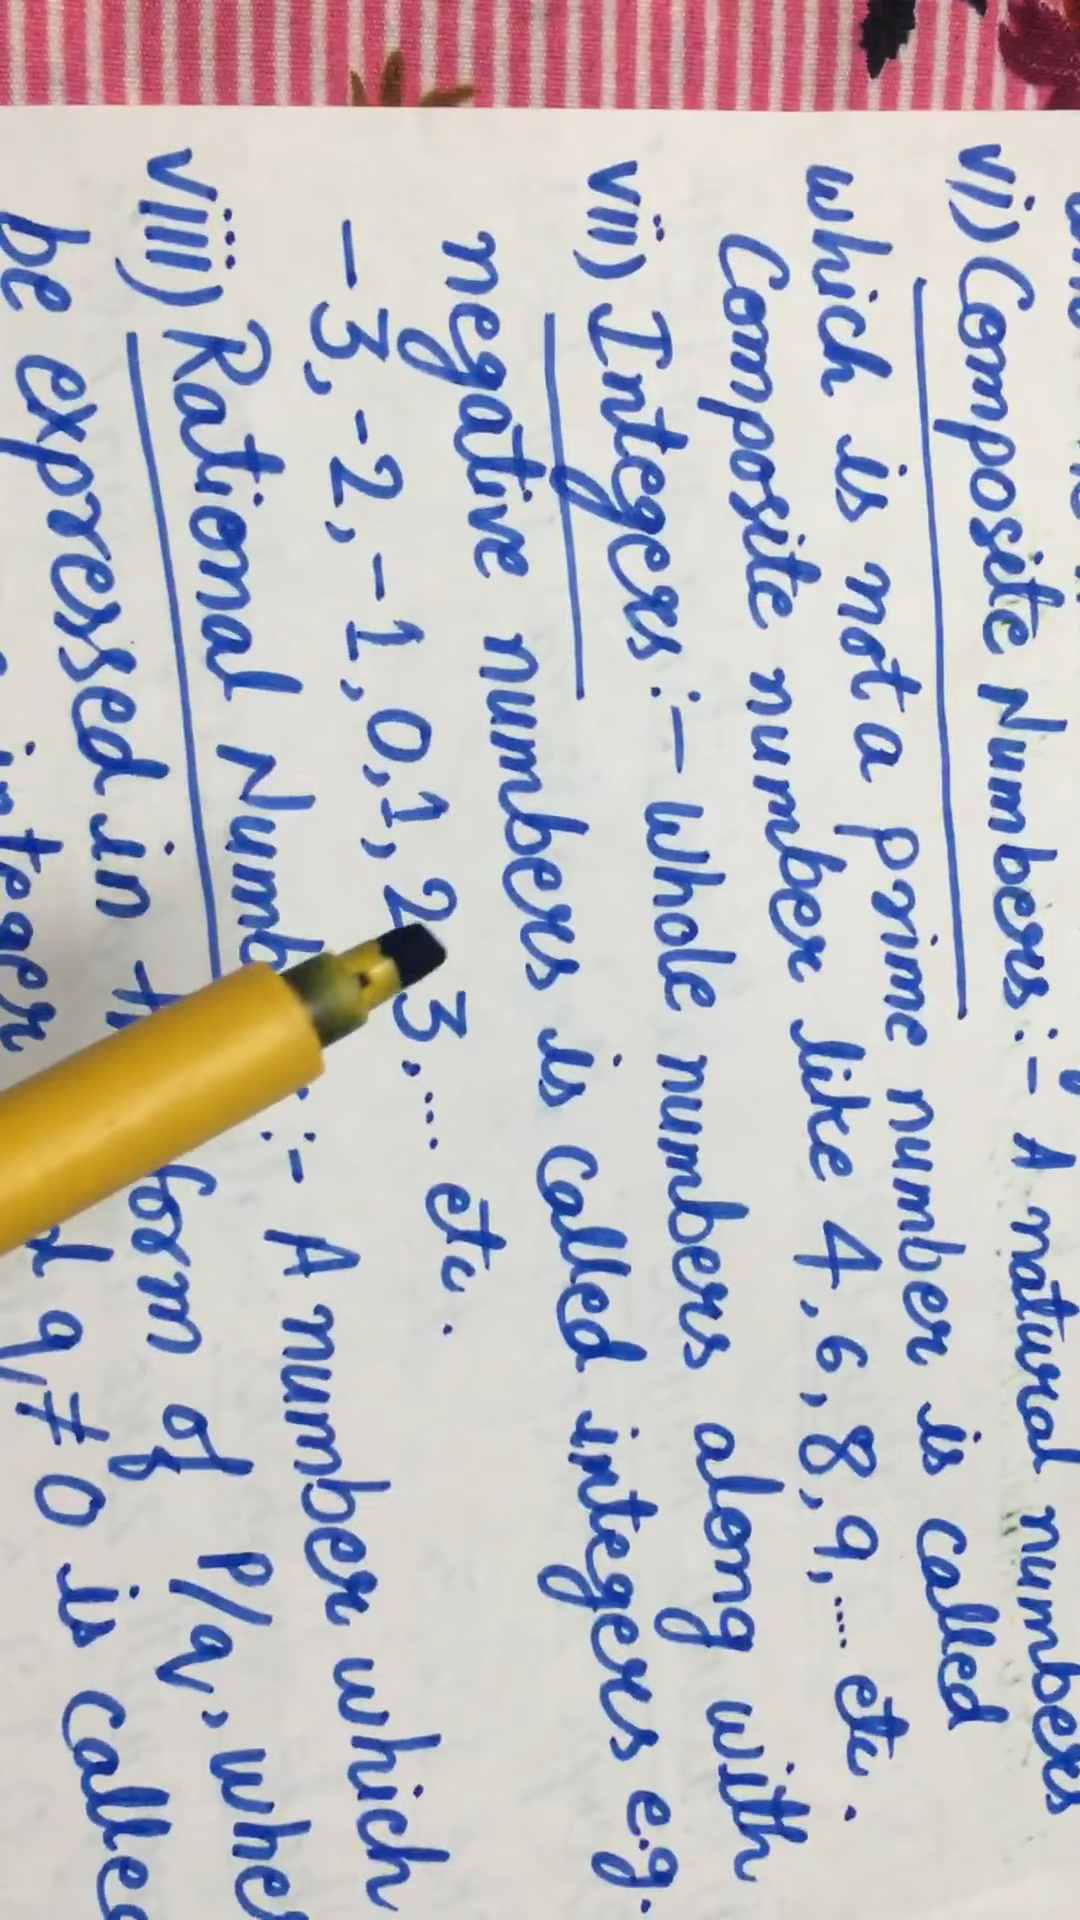 vi) Composite Numbers :- A natural numbers
which is not a prime number is called
Composite number like 4, 6, 8, 9, .... etc.
vii) Integers :- Whole numbers along with
negative numbers is called integers e.g.
-3, -2, -1, 0, 1, 2 3 .... etc.
viii) Rational Numb :- A number which
be expressed in form of P/q, whe
integer q ≠ 0 is called